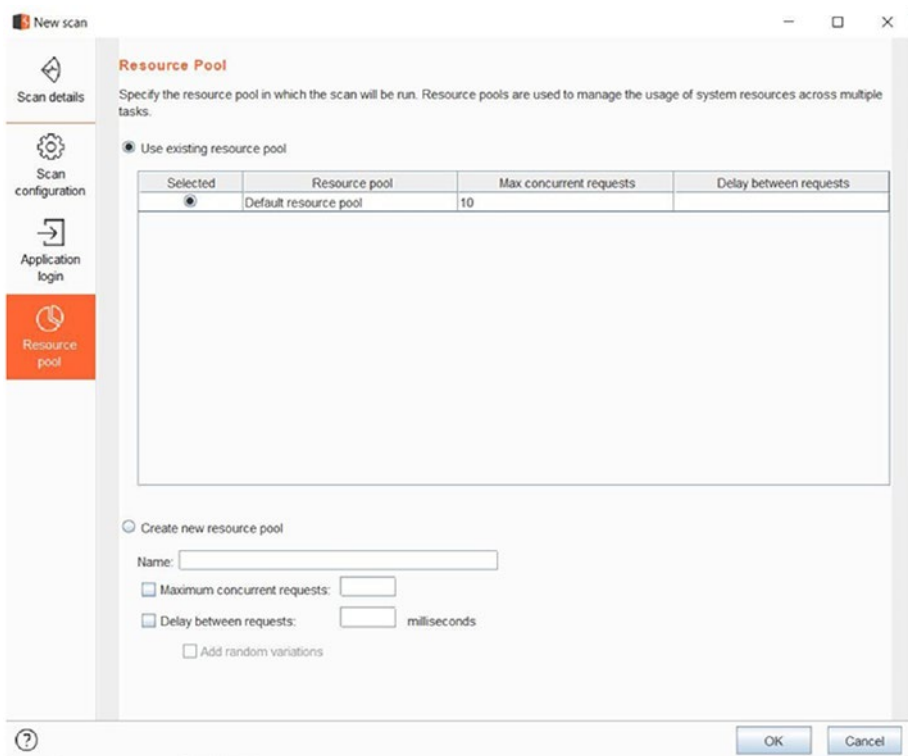 New scan
Scan details
Scan
configuration
Application
login
Resource
pool
Resource Pool
Specify the resource pool in which the scan will be run. Resource pools are used to manage the usage of system resources across multiple
tasks.
Use existing resource pool
Selected Resource pool Max concurrent requests Delay between requests
Default resource pool 10
Create new resource pool
Name:
Maximum concurrent requests:
Delay between requests: milliseconds
Add random variations
? OK Cancel